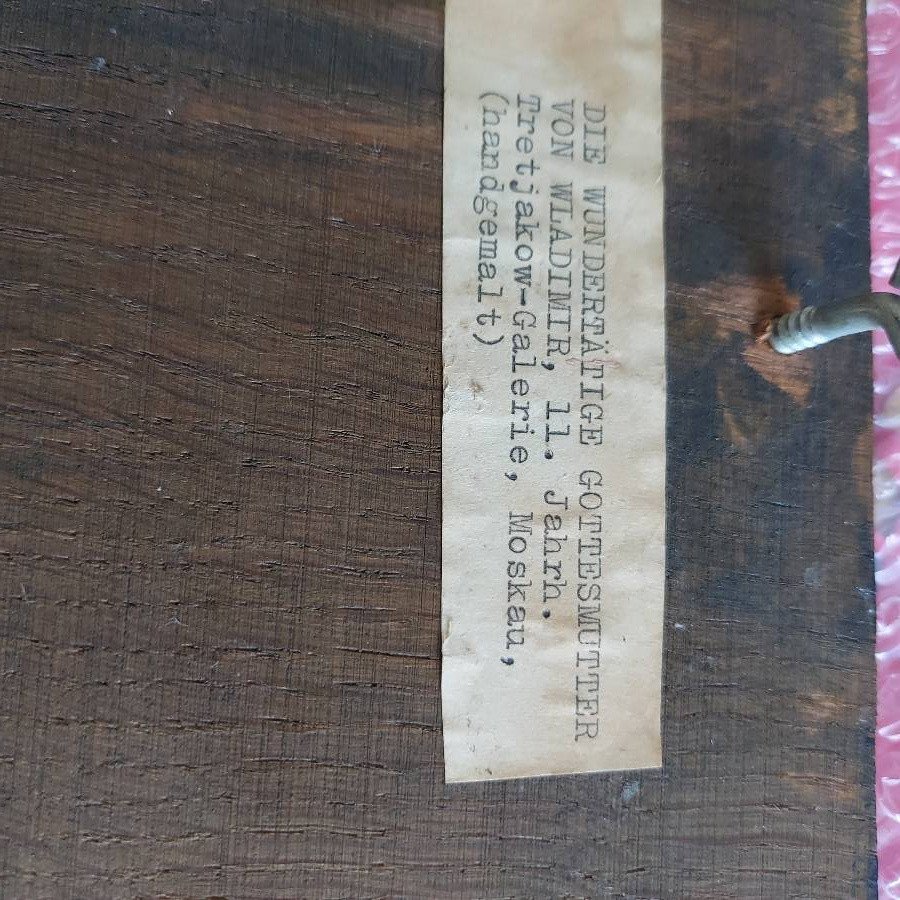 DIE WUNDERTÄTIGE GOTTESMUTTER
VON WLADIMIR, 11. Jahrh.
Tretjakow-Galerie, Moskau,
(handgemalt)